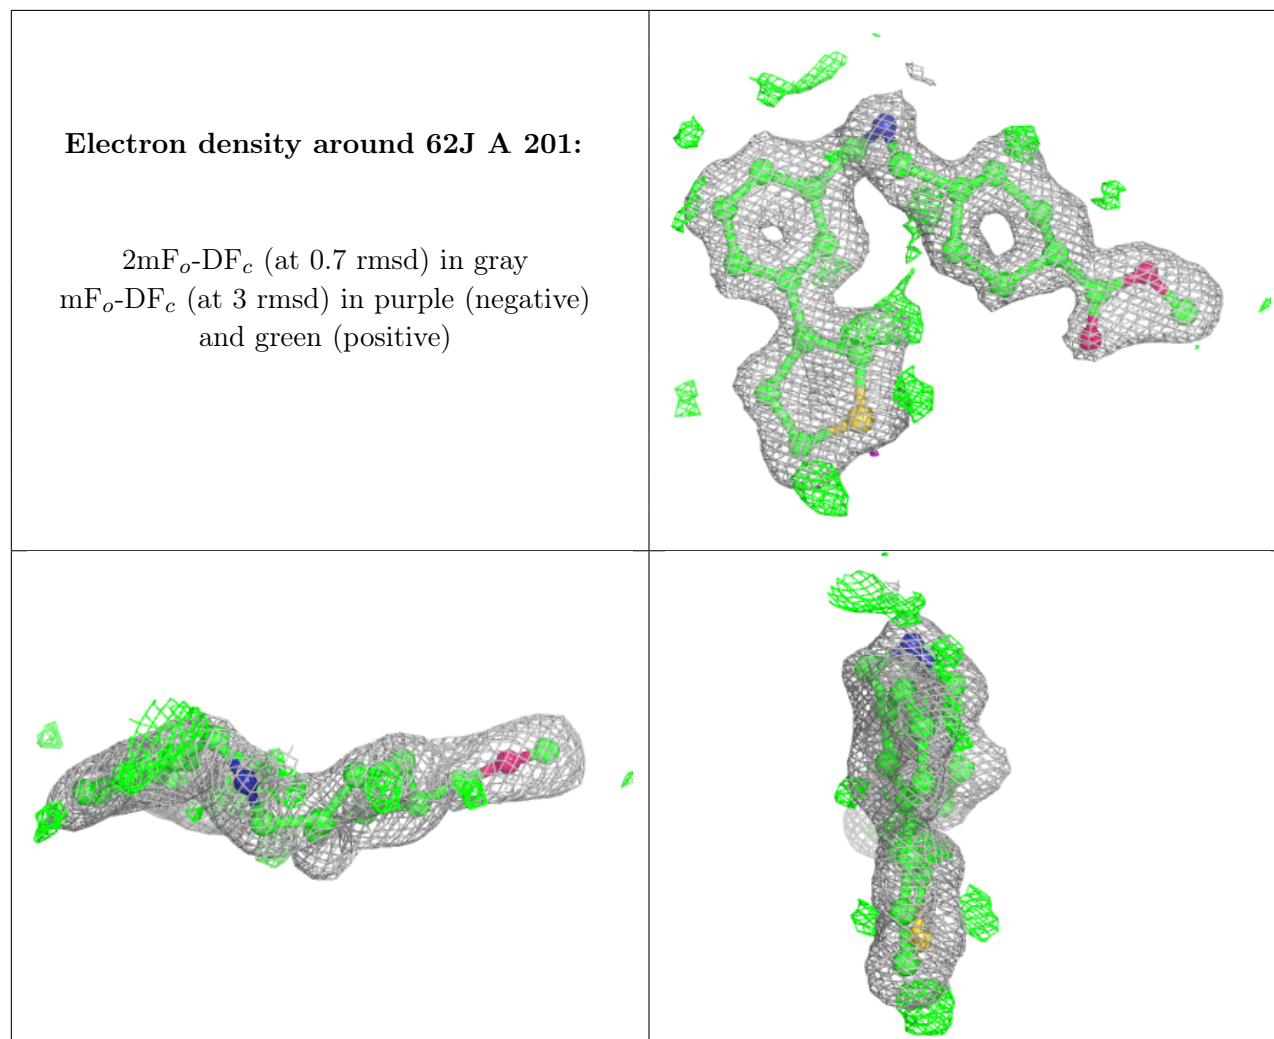 Electron density around 62J A 201:
2mFₒ-DF𝒸 (at 0.7 rmsd) in gray
mFₒ-DF𝒸 (at 3 rmsd) in purple (negative)
and green (positive)